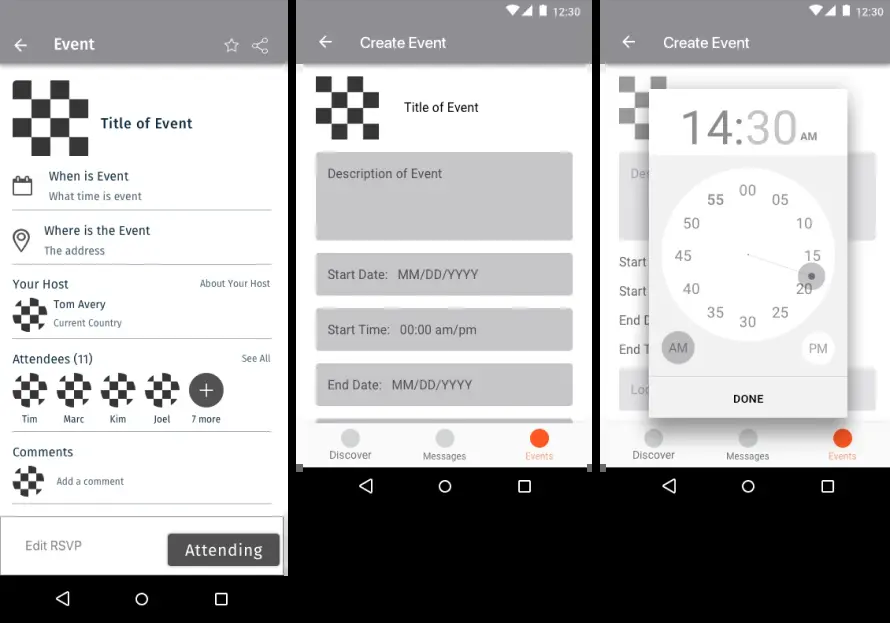 Event
Title of Event
When is Event
What time is event
Where is the Event
The address
Your Host
About Your Host
Tom Avery
Current Country
Attendees (11)
See All
Tim
Marc
Kim
Joel
7 more
Comments
Add a comment
Edit RSVP
Attending
12:30
Create Event
Title of Event
Description of Event
Start Date: MM/DD/YYYY
Start Time: 00:00 am/pm
End Date: MM/DD/YYYY
Discover
Messages
Events
12:30
Create Event
14:30 AM
De
Start
Start
End D
End T
Loc
00
05
10
15
20
25
30
35
40
45
50
55
AM
PM
DONE
Discover
Messages
Events